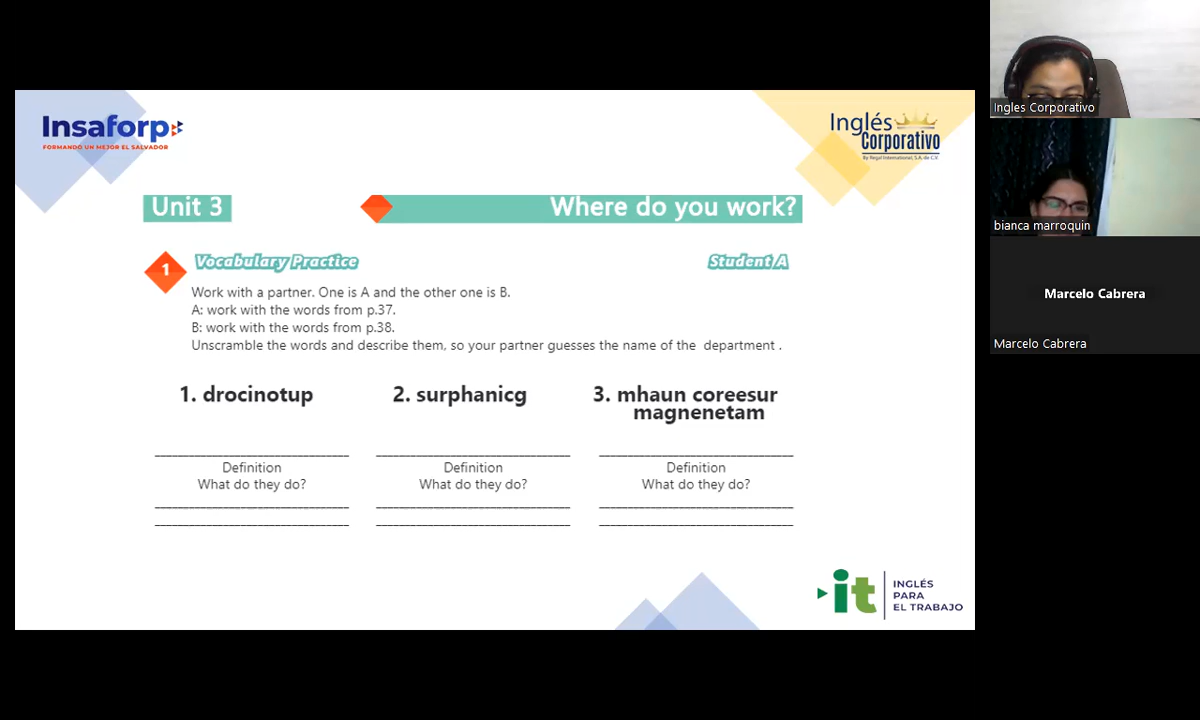 Insaforp
FORMANDO UN MEJOR EL SALVADOR
Inglés
Corporativo
By Regal International, S.A. de C.V.
Unit 3
Where do you work?
1
Vocabulary Practice
Student A
Work with a partner. One is A and the other one is B.
A: work with the words from p.37.
B: work with the words from p.38.
Unscramble the words and describe them, so your partner guesses the name of the department .
1. drocinotup
2. surphanicg
3. mhaun coreesur
magnenetam
Definition
What do they do?
Definition
What do they do?
Definition
What do they do?
it
INGLÉS
PARA
EL TRABAJO
Ingles Corporativo
bianca marroquin
Marcelo Cabrera
Marcelo Cabrera